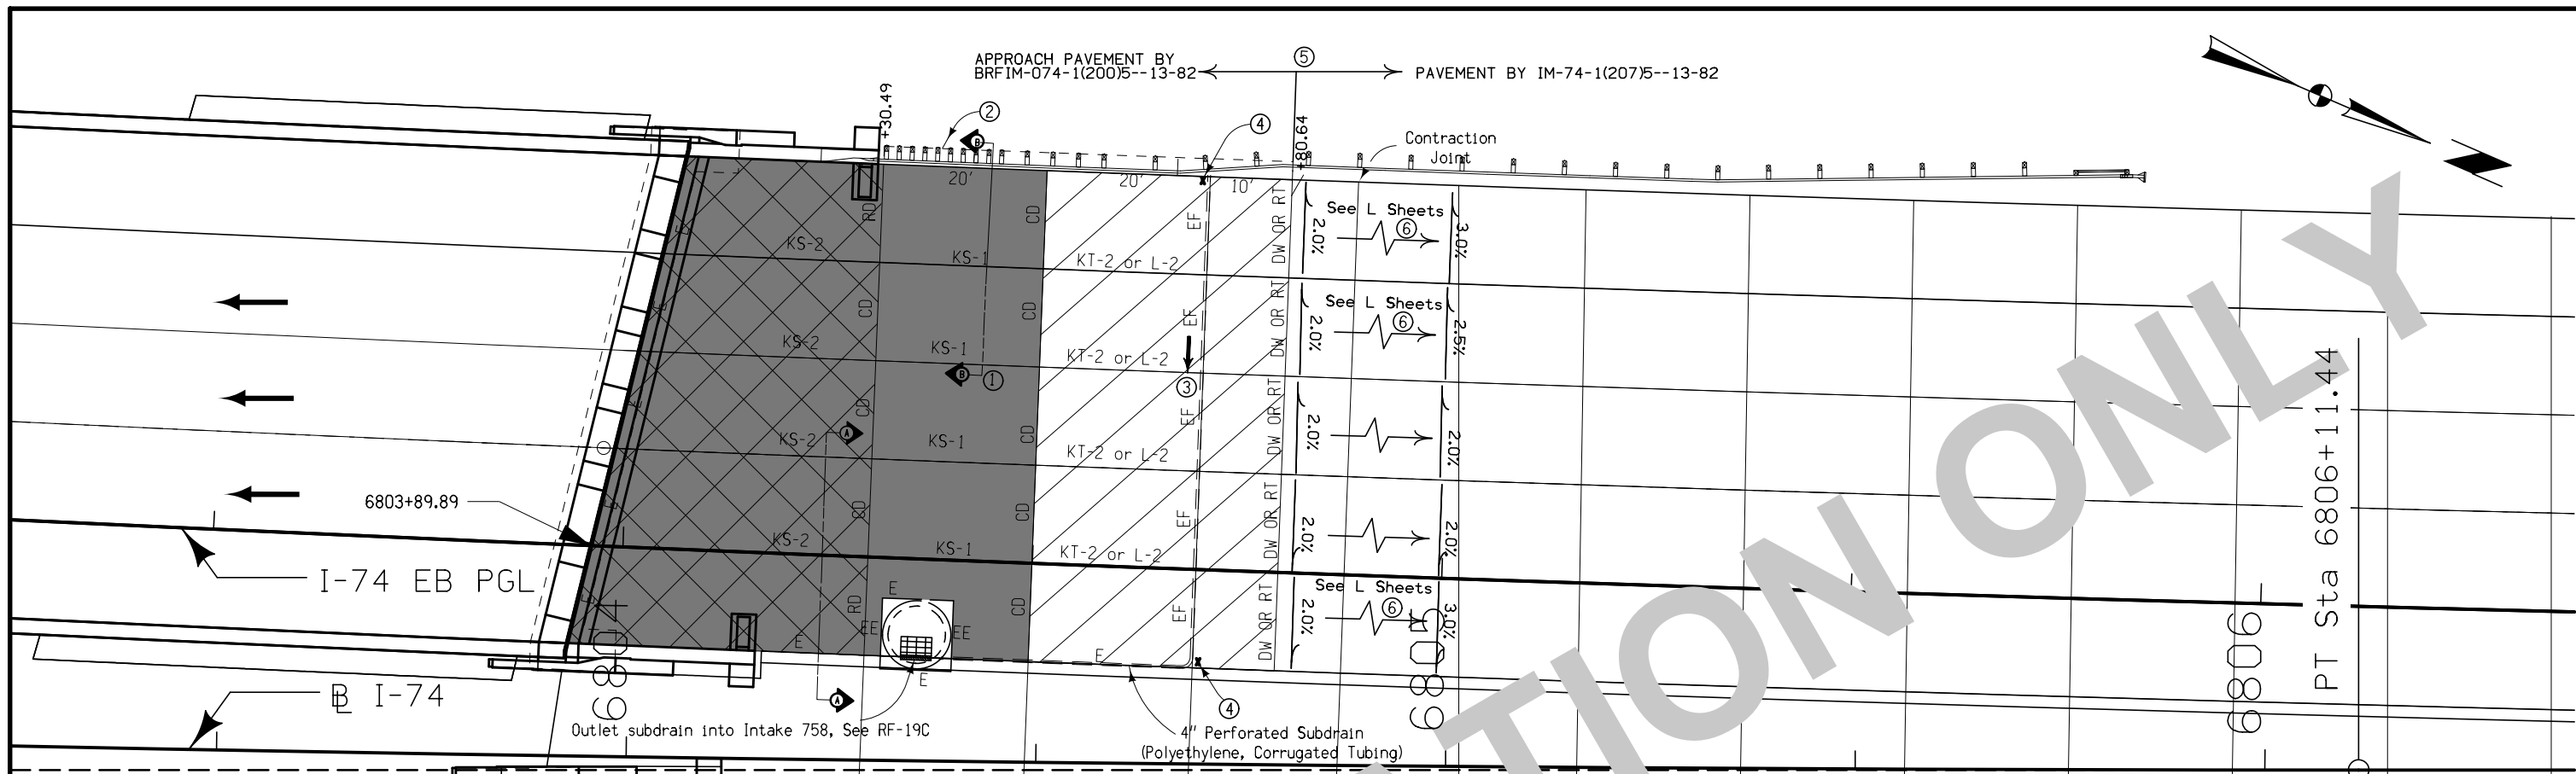 APPROACH PAVEMENT BY
BRFIM-074-1(200)5--13-82
5
PAVEMENT BY IM-74-1(207)5--13-82
+30.49
2
B
4
+80.64
Contraction
Joint
20'
20'
10'
RD
CD
EF
DW OR RT
See L Sheets
6
2.0%
3.0%
E
KS-2
KS-1
KT-2 or L-2
CD
CD
EF
DW OR RT
See L Sheets
6
2.0%
2.5%
E
KS-2
KS-1
KT-2 or L-2
B
1
3
CD
CD
EF
DW OR RT
2.0%
2.0%
E
A
KS-2
KS-1
KT-2 or L-2
6803+89.89
E
CD
CD
EF
DW OR RT
2.0%
2.0%
KS-2
KS-1
KT-2 or L-2
I-74 EB PGL
E
E
RD
EE
EE
CD
EF
DW OR RT
See L Sheets
6
2.0%
3.0%
E
E
E
4
A
BL I-74
6804
6805
6806
PT Sta 6806+11.44
Outlet subdrain into Intake 758, See RF-19C
4" Perforated Subdrain
(Polyethylene, Corrugated Tubing)
TION ONLY